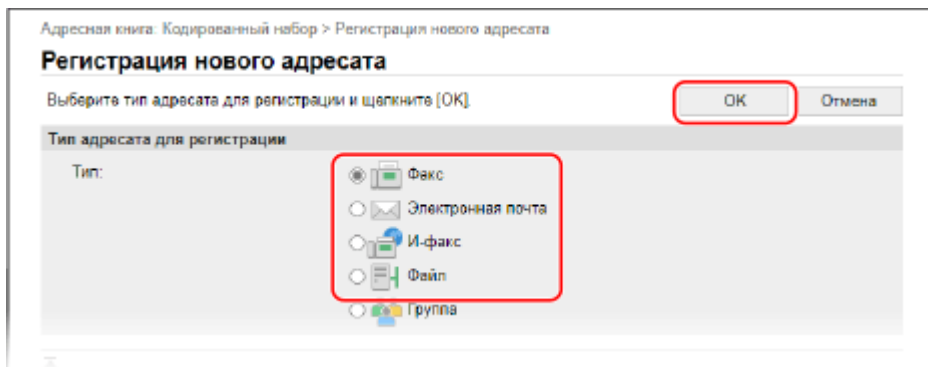 Адресная книга: Кодированный набор > Регистрация нового адресата
Регистрация нового адресата
Выберите тип адресата для регистрации и щелкните [OK].
OK
Отмена
Тип адресата для регистрации
Тип:
Факс
Электронная почта
И-факс
Файл
Группа